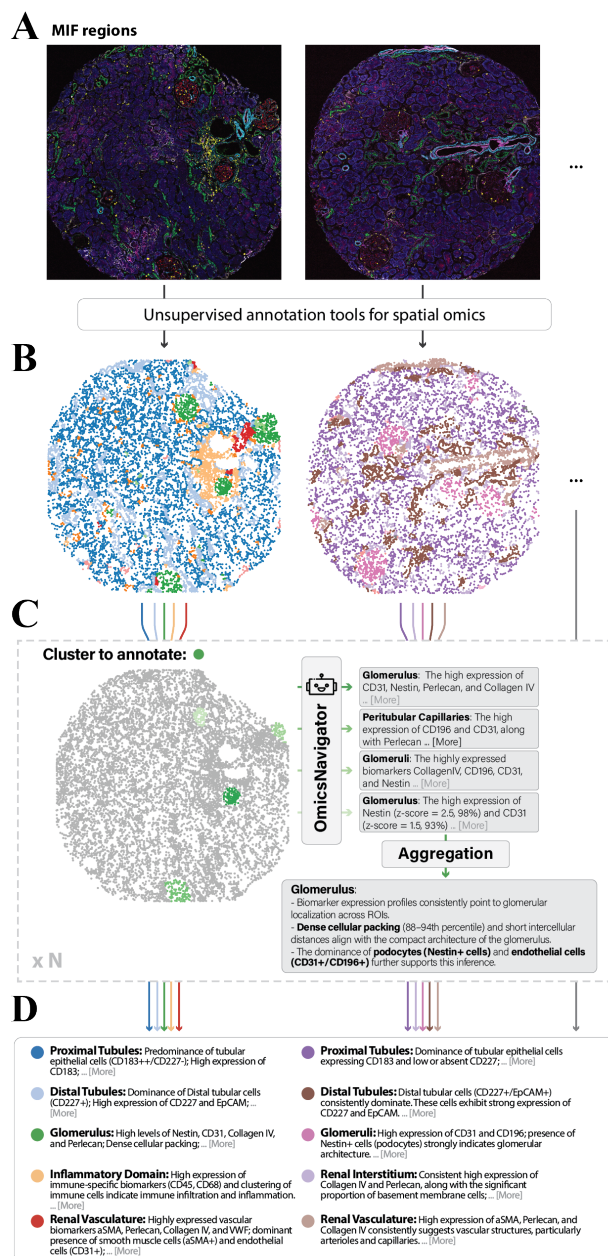 A
MIF regions
...
Unsupervised annotation tools for spatial omics
B
...
C
Cluster to annotate:
OmicsNavigator
Glomerulus: The high expression of
CD31, Nestin, Perlecan, and Collagen IV
... [More]
Peritubular Capillaries: The high
expression of CD196 and CD31, along
with Perlecan ... [More]
Glomeruli: The highly expressed
biomarkers CollagenIV, CD196, CD31,
and Nestin ... [More]
Glomerulus: The high expression of
Nestin (z-score = 2.5, 98%) and CD31
(z-score = 1.5, 93%) ... [More]
Aggregation
Glomerulus:
- Biomarker expression profiles consistently point to glomerular
localization across ROIs.
- Dense cellular packing (88–94th percentile) and short intercellular
distances align with the compact architecture of the glomerulus.
- The dominance of podocytes (Nestin+ cells) and endothelial cells
(CD31+/CD196+) further supports this inference.
x N
D
Proximal Tubules: Predominance of tubular
epithelial cells (CD183++/CD227-); High expression of
CD183; ... [More]
Distal Tubules: Dominance of Distal tubular cells
(CD227+); High expression of CD227 and EpCAM; ...
[More]
Glomerulus: High levels of Nestin, CD31, Collagen IV,
and Perlecan; Dense cellular packing; ... [More]
Inflammatory Domain: High expression of
immune-specific biomarkers (CD45, CD68) and clustering
of immune cells indicate immune infiltration and inflammation.
... [More]
Renal Vasculature: Highly expressed vascular
biomarkers aSMA, Perlecan, Collagen IV, and VWF; dominant
presence of smooth muscle cells (aSMA+) and endothelial
cells (CD31+); ... [More]
Proximal Tubules: Dominance of tubular epithelial cells
expressing CD183 and low or absent CD227; ... [More]
Distal Tubules: Distal tubular cells (CD227+/EpCAM+)
consistently dominate. These cells exhibit strong expression of
CD227 and EpCAM. ... [More]
Glomeruli: High expression of CD31 and CD196; presence of
Nestin+ cells (podocytes) strongly indicates glomerular
architecture. ... [More]
Renal Interstitium: Consistent high expression of
Collagen IV and Perlecan, along with the significant
proportion of basement membrane cells; ... [More]
Renal Vasculature: High expression of aSMA, Perlecan, and
Collagen IV consistently suggests vascular structures, particularly
arterioles and capillaries. ... [More]